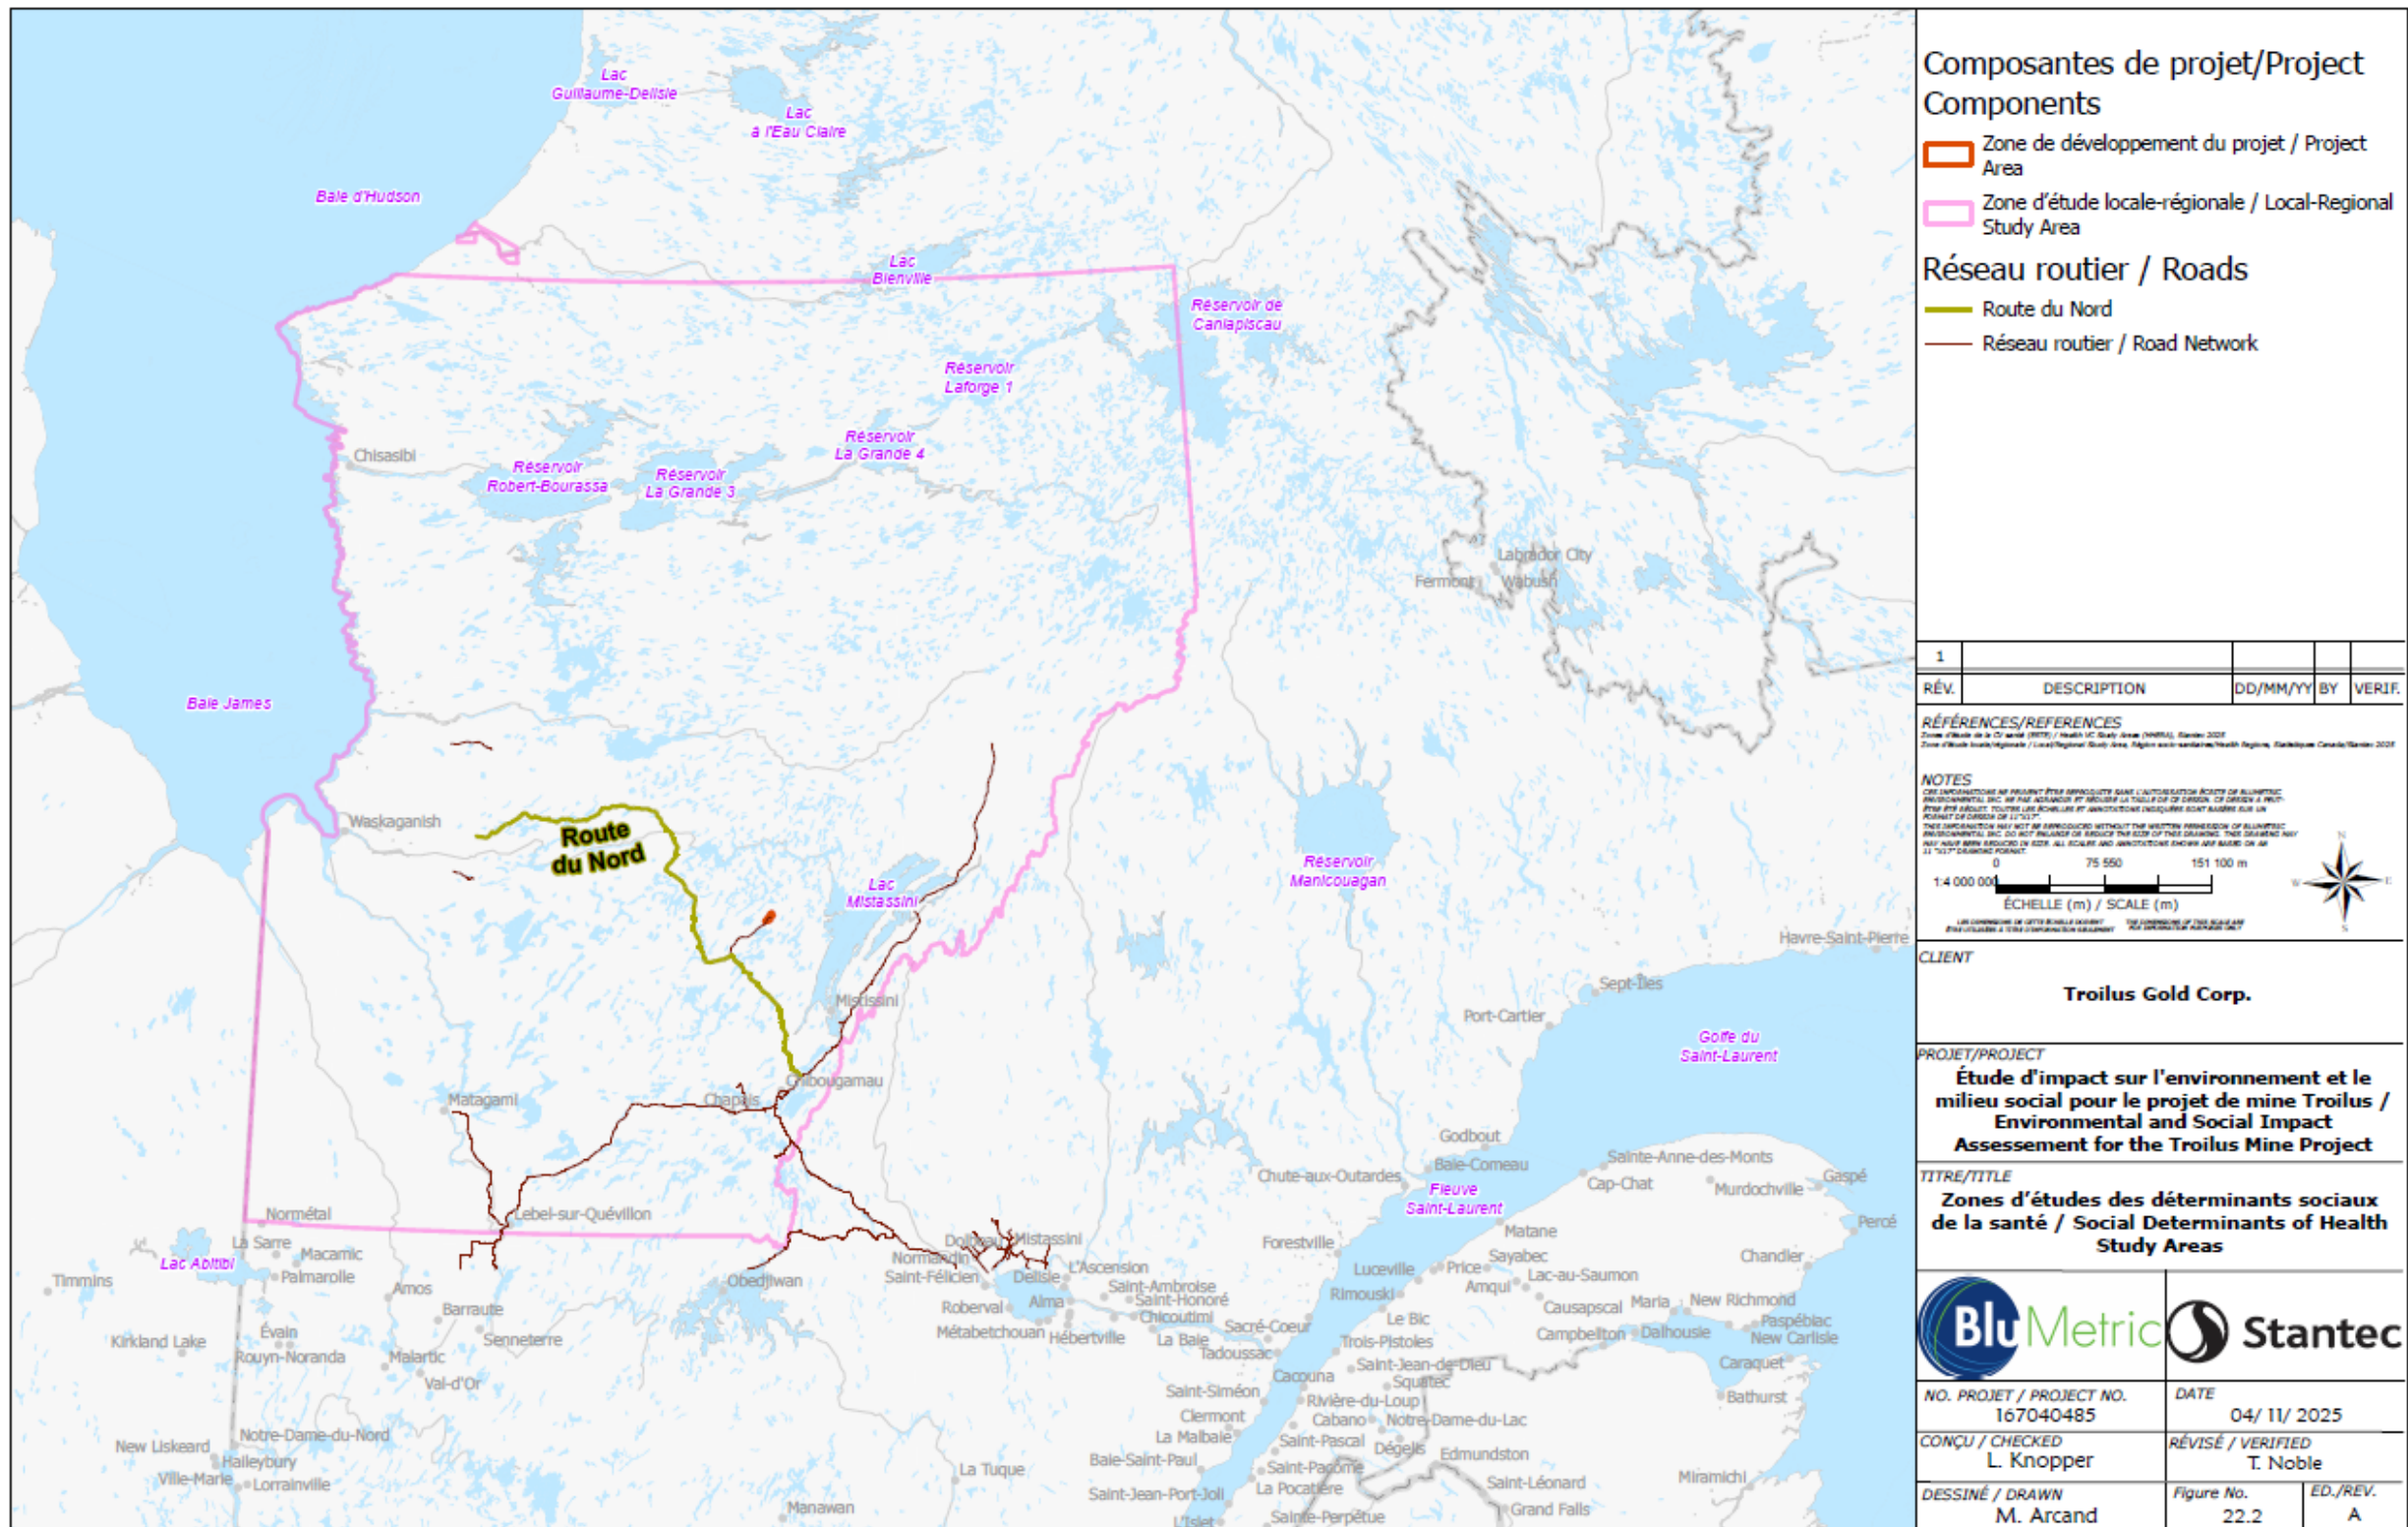 Lac
Guillaume-Delisle
Lac
à l'Eau Claire
Baie d'Hudson
Lac
Bienville
Réservoir de
Caniapiscau
Réservoir
Laforge 1
Réservoir
La Grande 4
Chisasibi
Réservoir
Robert-Bourassa
Réservoir
La Grande 3
Labrador City
Fermont
Wabush
Baie James
Waskaganish
Route
du Nord
Réservoir
Manicouagan
Lac
Mistassini
Havre-Saint-Pierre
Sept-Îles
Mistissini
Port-Cartier
Golfe du
Saint-Laurent
Chibougamau
Chapais
Matagami
Godbout
Baie-Comeau
Chute-aux-Outardes
Fleuve
Saint-Laurent
Sainte-Anne-des-Monts
Cap-Chat
Murdochville
Gaspé
Percé
Normétal
Lebel-sur-Quévillon
Matane
La Sarre
Macamic
Lac Abitibi
Palmarolle
Timmins
Amos
Barraute
Senneterre
Obedjiwan
Normandin
Dolbeau
Mistassini
Saint-Félicien
Delisle
L'Ascension
Saint-Ambroise
Saint-Honoré
Roberval
Alma
Chicoutimi
Métabetchouan
Hébertville
La Baie
Forestville
Sayabec
Chandler
Luceville
Price
Lac-au-Saumon
Amqui
Rimouski
Causapscal
Maria
New Richmond
Le Bic
Paspébiac
Sacré-Coeur
Trois-Pistoles
Campbellton
Dalhousie
New Carlisle
Tadoussac
Kirkland Lake
Évain
Rouyn-Noranda
Malartic
Val-d'Or
Saint-Jean-de-Dieu
Caraquet
Cacouna
Squatec
Saint-Siméon
Rivière-du-Loup
Bathurst
Clermont
Cabano
Notre-Dame-du-Lac
La Malbaie
Saint-Pascal
Dégelis
Edmundston
New Liskeard
Notre-Dame-du-Nord
Haileybury
Ville-Marie
Lorrainville
Baie-Saint-Paul
Saint-Pacôme
Saint-Léonard
Miramichi
La Tuque
La Pocatière
Saint-Jean-Port-Joli
Grand Falls
Manawan
L'Islet
Sainte-Perpétue
Composantes de projet/Project
Components
Zone de développement du projet / Project
Area
Zone d'étude locale-régionale / Local-Regional
Study Area
Réseau routier / Roads
Route du Nord
Réseau routier / Road Network
1
RÉV. DESCRIPTION DD/MM/YY BY VERIF.
RÉFÉRENCES/REFERENCES
NOTES
N
W E
S
0 75 550 151 100 m
1:4 000 000
ÉCHELLE (m) / SCALE (m)
CLIENT
Troilus Gold Corp.
PROJET/PROJECT
Étude d'impact sur l'environnement et le
milieu social pour le projet de mine Troilus /
Environmental and Social Impact
Assessement for the Troilus Mine Project
TITRE/TITLE
Zones d'études des déterminants sociaux
de la santé / Social Determinants of Health
Study Areas
BluMetric
Stantec
NO. PROJET / PROJECT NO.
167040485
DATE
04/ 11/ 2025
CONÇU / CHECKED
L. Knopper
RÉVISÉ / VERIFIED
T. Noble
DESSINÉ / DRAWN
M. Arcand
Figure No.
22.2
ED./REV.
A